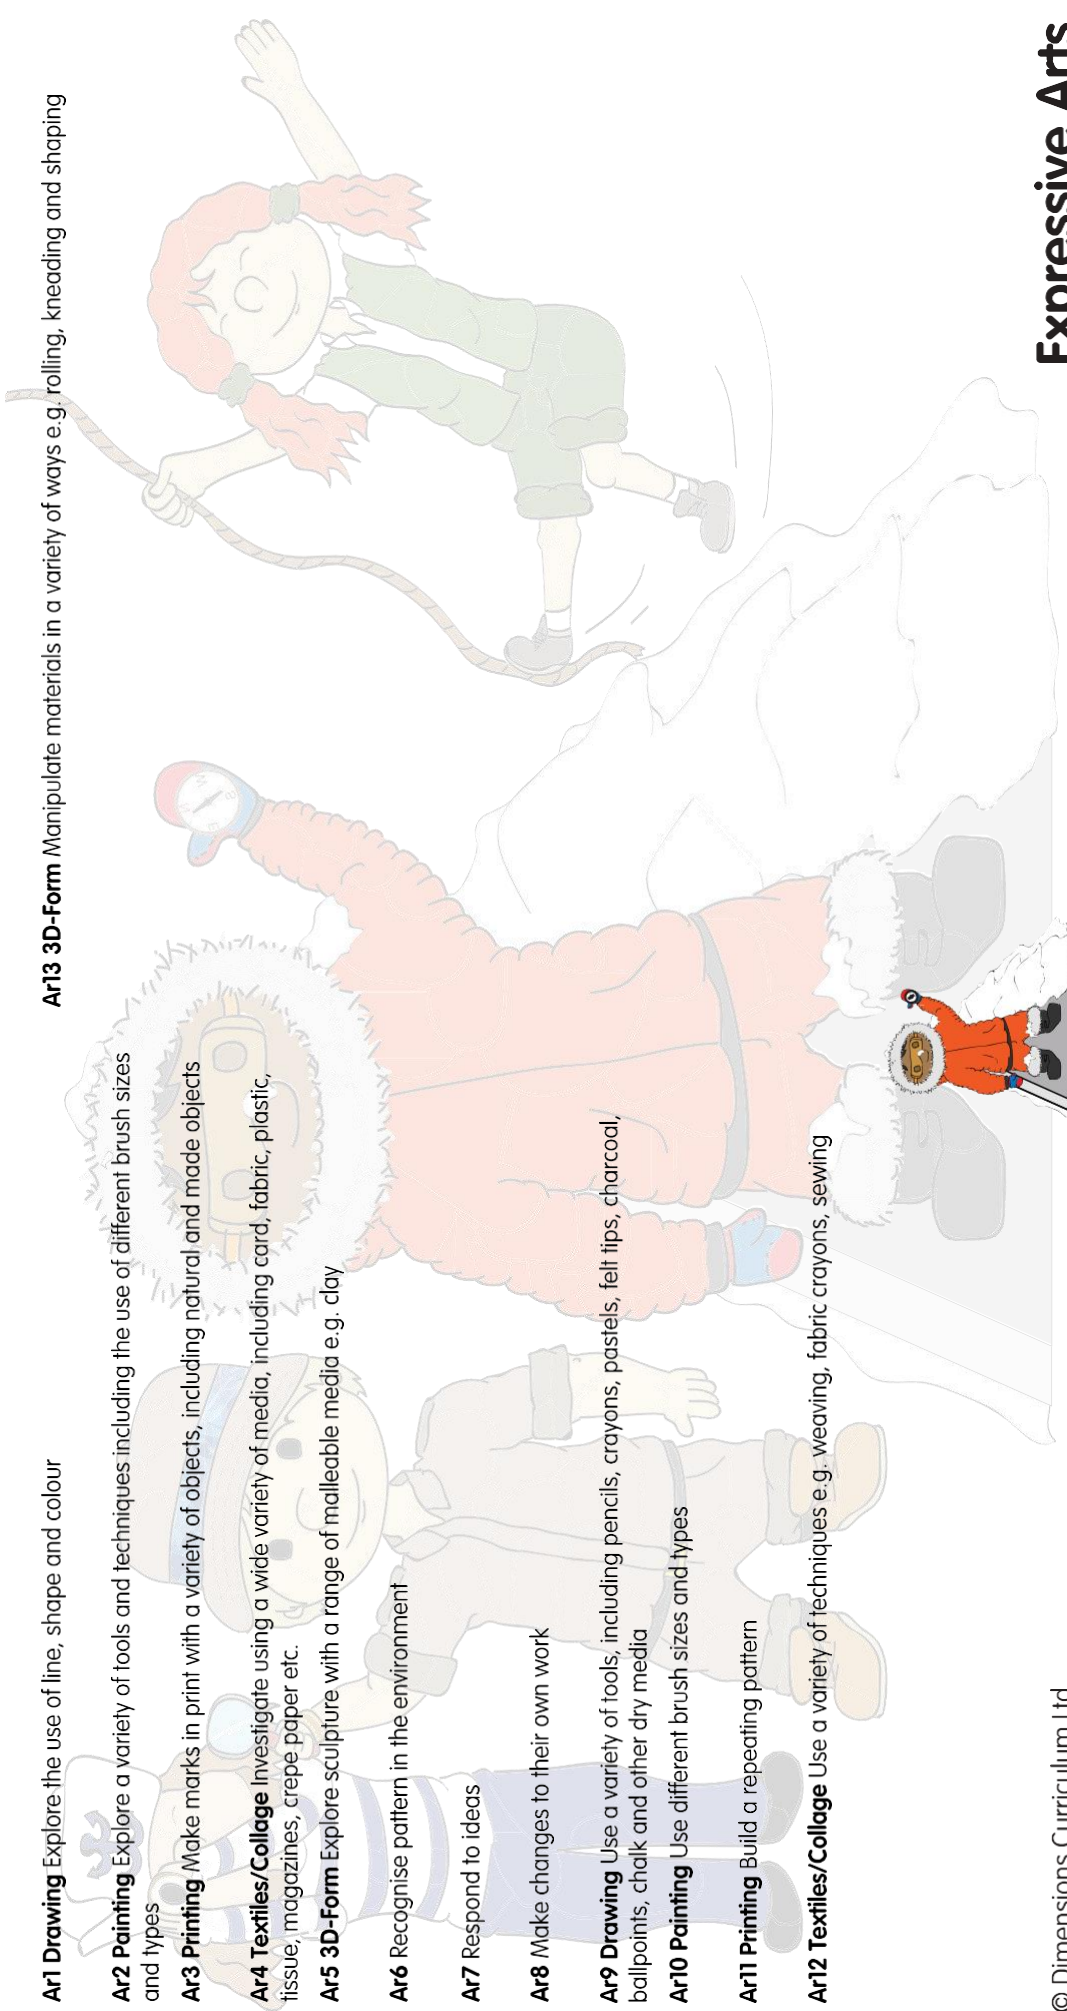 Ar1 Drawing Explore the use of line, shape and colour
Ar2 Painting Explore a variety of tools and techniques including the use of different brush sizes
and types
Ar3 Printing Make marks in print with a variety of objects, including natural and made objects
Ar4 Textiles/Collage Investigate using a wide variety of media, including card, fabric, plastic,
tissue, magazines, crepe paper etc.
Ar5 3D-Form Explore sculpture with a range of malleable media e.g. clay
Ar6 Recognise pattern in the environment
Ar7 Respond to ideas
Ar8 Make changes to their own work
Ar9 Drawing Use a variety of tools, including pencils, crayons, pastels, felt tips, charcoal,
ballpoints, chalk and other dry media
Ar10 Painting Use different brush sizes and types
Ar11 Printing Build a repeating pattern
Ar12 Textiles/Collage Use a variety of techniques e.g. weaving, fabric crayons, sewing
Ar13 3D-Form Manipulate materials in a variety of ways e.g. rolling, kneading and shaping
© Dimensions Curriculum Ltd
Expressive Arts